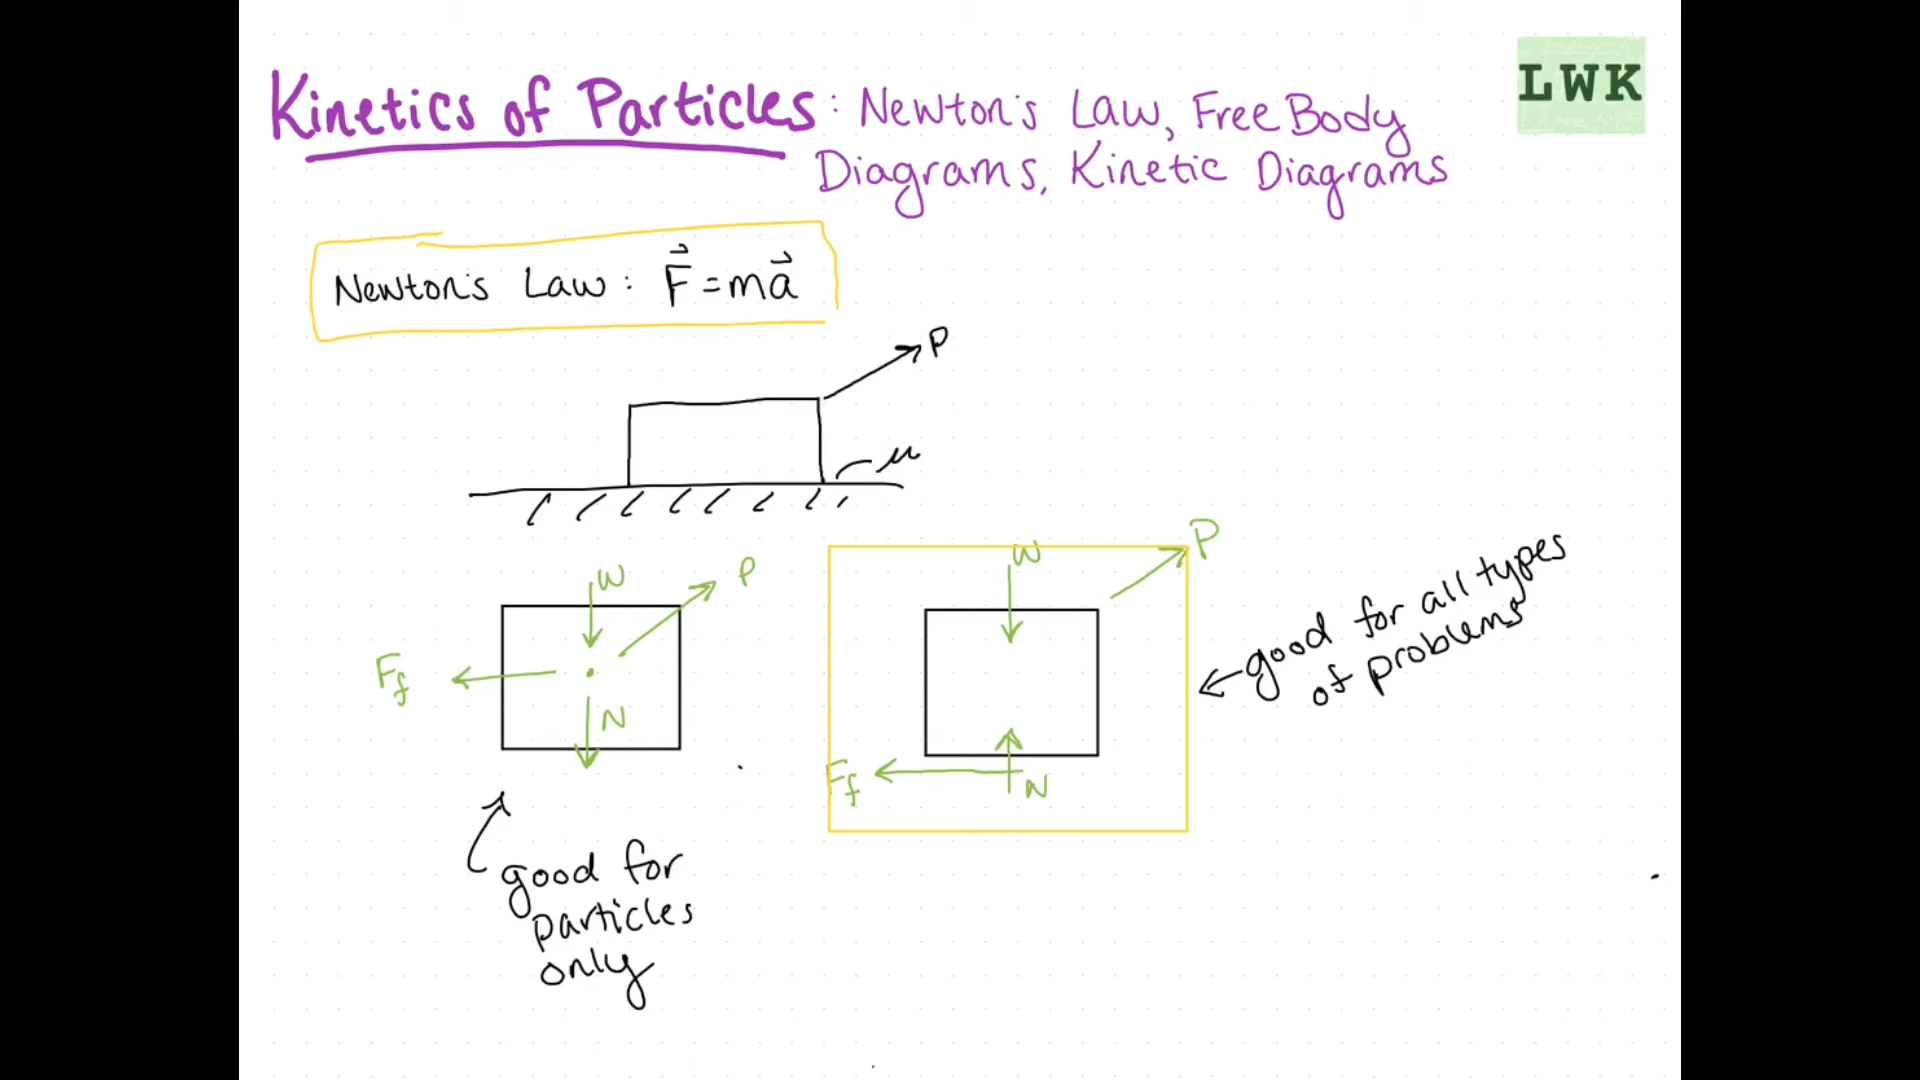 Kinetics of Particles: Newton's Law, Free Body
Diagrams, Kinetic Diagrams
LWK
Newton's Law: F⃗ = ma⃗
P
μ
W
P
Ff
N
good for
particles
only
W
P
Ff
N
good for all types
of problems